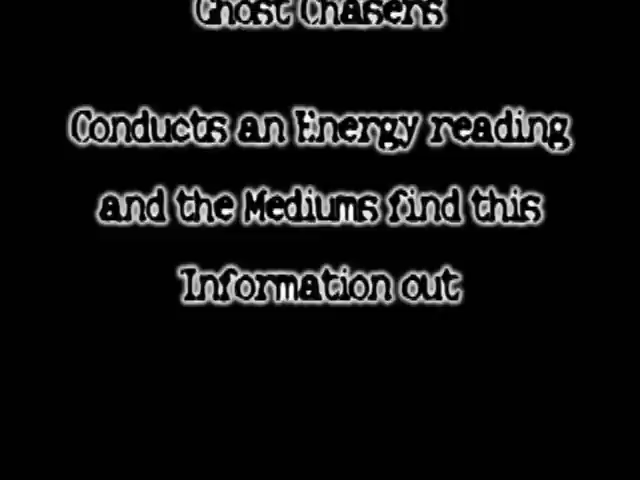 Ghost Chasers
Conducts an Energy reading
and the Mediums find this
Information out